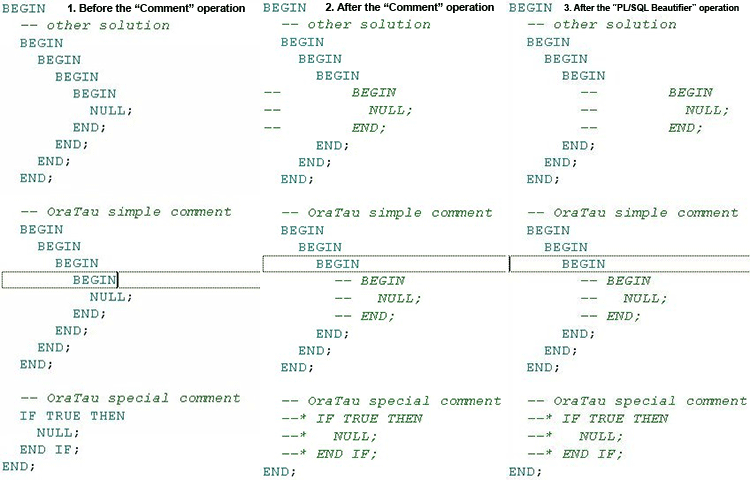 BEGIN 1. Before the “Comment” operation
-- other solution
BEGIN
BEGIN
BEGIN
BEGIN
NULL;
END;
END;
END;
END;
-- OraTau simple comment
BEGIN
BEGIN
BEGIN
BEGIN
NULL;
END;
END;
END;
END;
-- OraTau special comment
IF TRUE THEN
NULL;
END IF;
END;
BEGIN 2. After the “Comment” operation
-- other solution
BEGIN
BEGIN
BEGIN
-- BEGIN
-- NULL;
-- END;
END;
END;
END;
-- OraTau simple comment
BEGIN
BEGIN
BEGIN
-- BEGIN
-- NULL;
-- END;
END;
END;
END;
-- OraTau special comment
--* IF TRUE THEN
--* NULL;
--* END IF;
END;
BEGIN 3. After the "PL/SQL Beautifier" operation
-- other solution
BEGIN
BEGIN
BEGIN
-- BEGIN
-- NULL;
-- END;
END;
END;
END;
-- OraTau simple comment
BEGIN
BEGIN
BEGIN
-- BEGIN
-- NULL;
-- END;
END;
END;
END;
-- OraTau special comment
--* IF TRUE THEN
--* NULL;
--* END IF;
END;